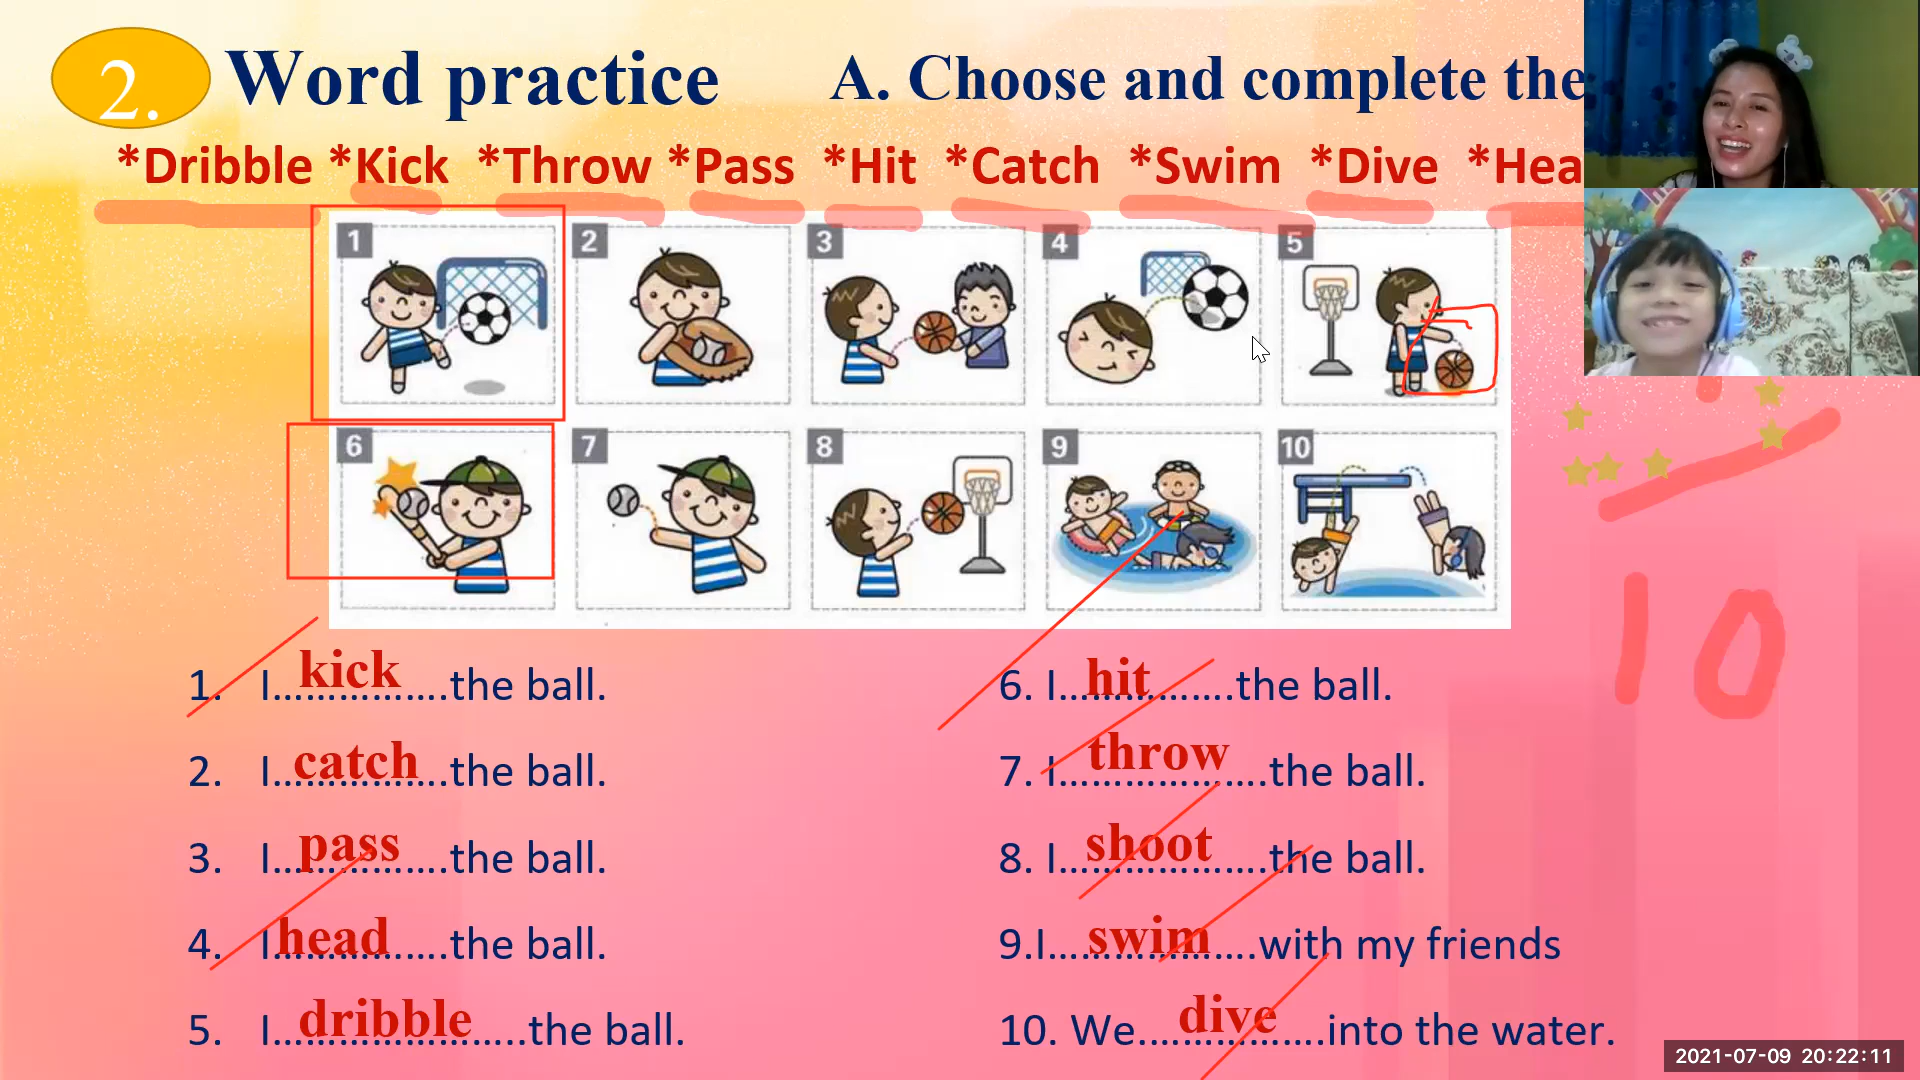 2. Word practice A. Choose and complete the
*Dribble *Kick *Throw *Pass *Hit *Catch *Swim *Dive *Hea
1 2 3 4 5
6 7 8 9 10
10
1. I................kick the ball.
2. I................catch the ball.
3. I................pass the ball.
4. I................head the ball.
5. I................dribble the ball.
6. I................hit the ball.
7. I................throw the ball.
8. I................shoot the ball.
9.I................swim with my friends
10. We................dive into the water.
2021-07-09 20:22:11